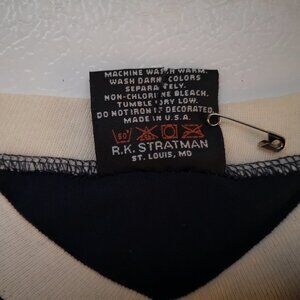 MACHINE WASH WARM.
WASH DARK COLORS
SEPARATELY.
NON-CHLORINE BLEACH.
TUMBLE DRY LOW.
DO NOT IRON IF DECORATED.
MADE IN U.S.A.
50
R.K. STRATMAN
ST. LOUIS, MO